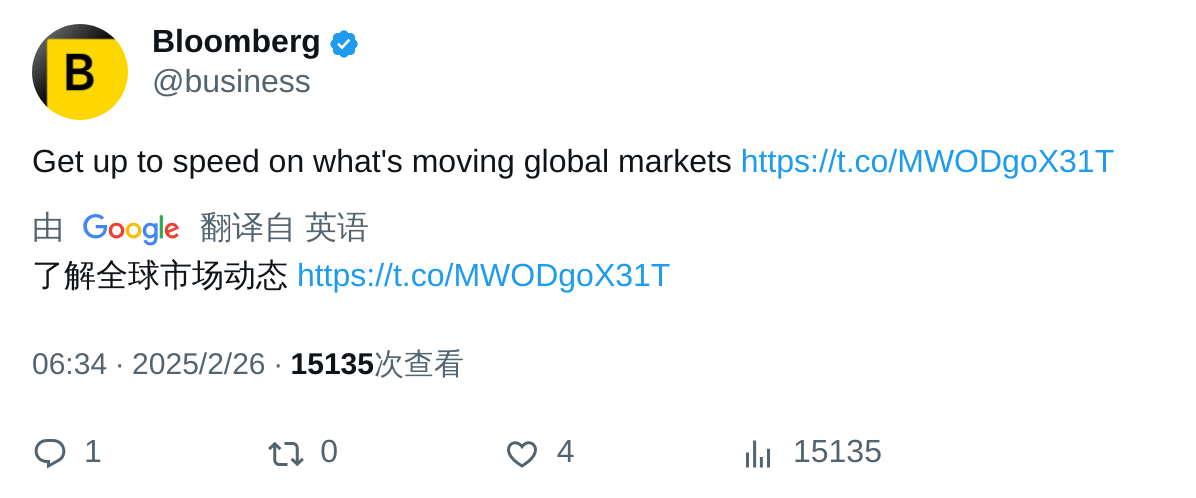 B
Bloomberg
@business
Get up to speed on what's moving global markets https://t.co/MWODgoX31T
由 Google 翻译自 英语
了解全球市场动态 https://t.co/MWODgoX31T
06:34 · 2025/2/26 · 15135次查看
1 0 4 15135